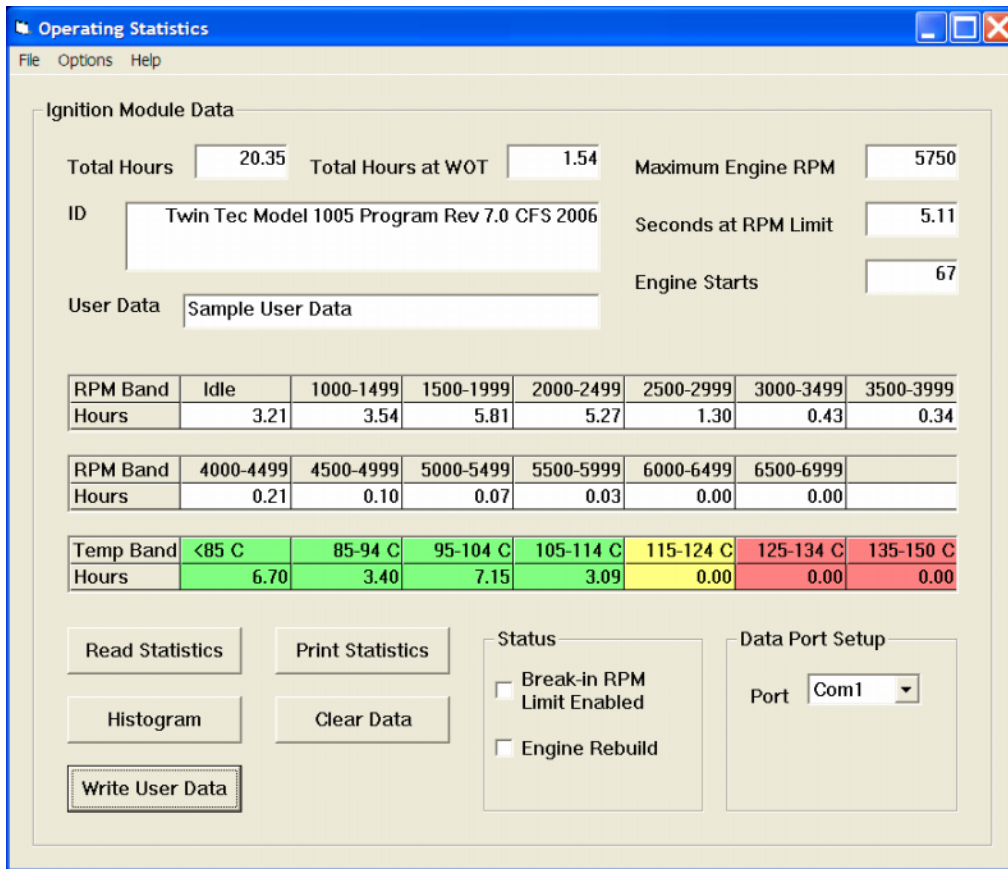 Operating Statistics
File Options Help
Ignition Module Data
Total Hours 20.35 Total Hours at WOT 1.54 Maximum Engine RPM 5750
ID Twin Tec Model 1005 Program Rev 7.0 CFS 2006 Seconds at RPM Limit 5.11
Engine Starts 67
User Data Sample User Data
RPM Band Idle 1000-1499 1500-1999 2000-2499 2500-2999 3000-3499 3500-3999
Hours 3.21 3.54 5.81 5.27 1.30 0.43 0.34
RPM Band 4000-4499 4500-4999 5000-5499 5500-5999 6000-6499 6500-6999
Hours 0.21 0.10 0.07 0.03 0.00 0.00
Temp Band <85 C 85-94 C 95-104 C 105-114 C 115-124 C 125-134 C 135-150 C
Hours 6.70 3.40 7.15 3.09 0.00 0.00 0.00
Read Statistics Print Statistics
Histogram Clear Data
Write User Data
Status
Break-in RPM
Limit Enabled
Engine Rebuild
Data Port Setup
Port Com1